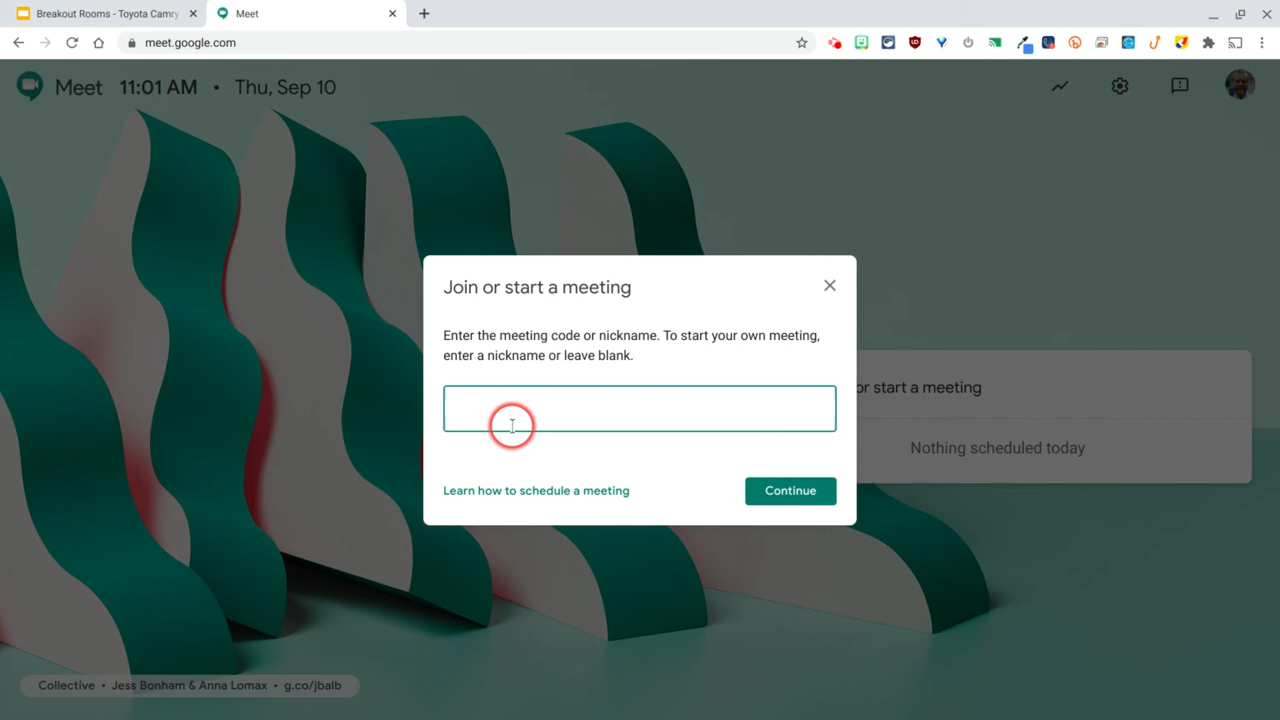 Breakout Rooms - Toyota Camry
Meet
meet.google.com
Meet 11:01 AM • Thu, Sep 10
Join or start a meeting
Enter the meeting code or nickname. To start your own meeting,
enter a nickname or leave blank.
or start a meeting
Nothing scheduled today
Learn how to schedule a meeting
Continue
Collective • Jess Bonham & Anna Lomax • g.co/jbalb